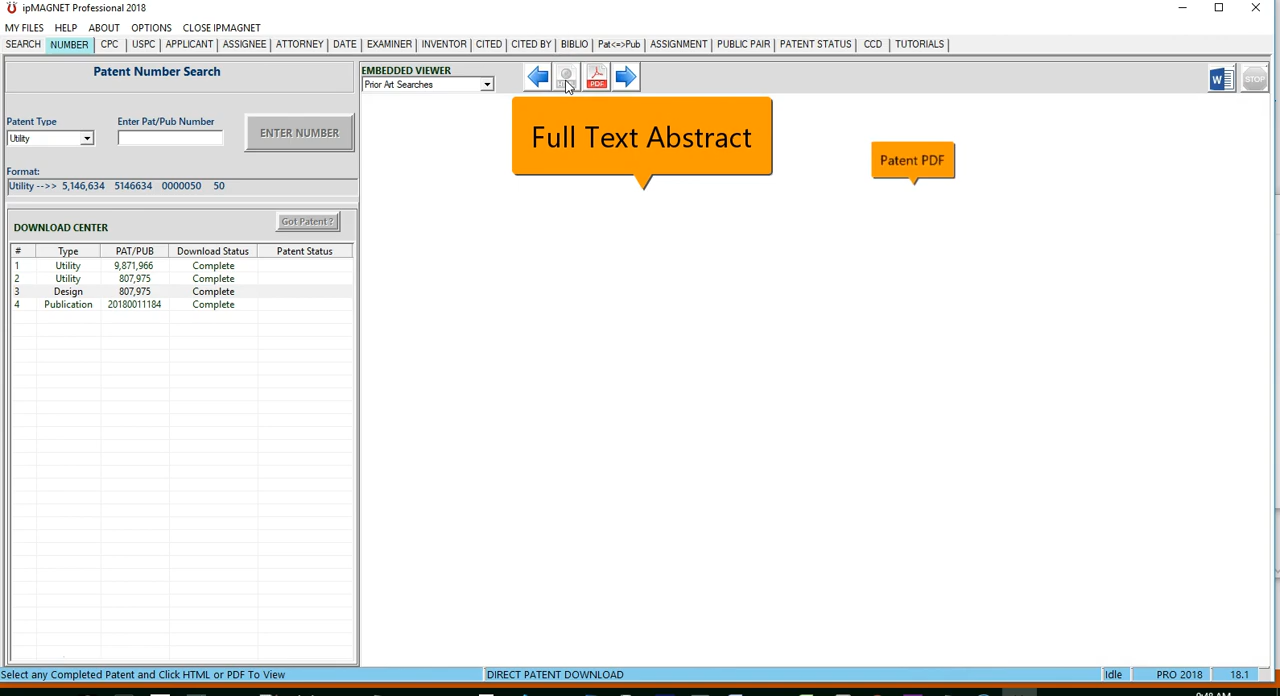 ipMAGNET Professional 2018
MY FILES HELP ABOUT OPTIONS CLOSE IPMAGNET
SEARCH NUMBER CPC USPC APPLICANT ASSIGNEE ATTORNEY DATE EXAMINER INVENTOR CITED CITED BY BIBLIO Pat<=>Pub ASSIGNMENT PUBLIC PAIR PATENT STATUS CCD TUTORIALS
Patent Number Search
EMBEDDED VIEWER
Prior Art Searches
PDF
W
STOP
Patent Type
Enter Pat/Pub Number
Utility
ENTER NUMBER
Full Text Abstract
Patent PDF
Format:
Utility -->> 5,146,634 5146634 0000050 50
DOWNLOAD CENTER
Got Patent ?
# Type PAT/PUB Download Status Patent Status
1 Utility 9,871,966 Complete
2 Utility 807,975 Complete
3 Design 807,975 Complete
4 Publication 20180011184 Complete
Select any Completed Patent and Click HTML or PDF To View
DIRECT PATENT DOWNLOAD
Idle
PRO 2018
18.1